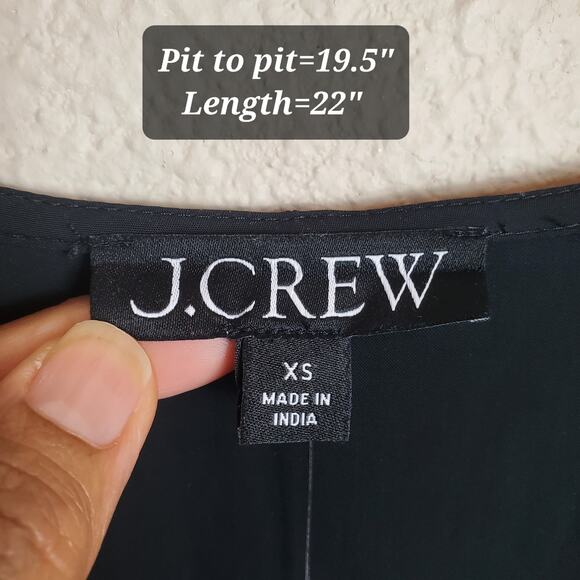 Pit to pit=19.5"
Length=22"
J.CREW
XS
MADE IN
INDIA